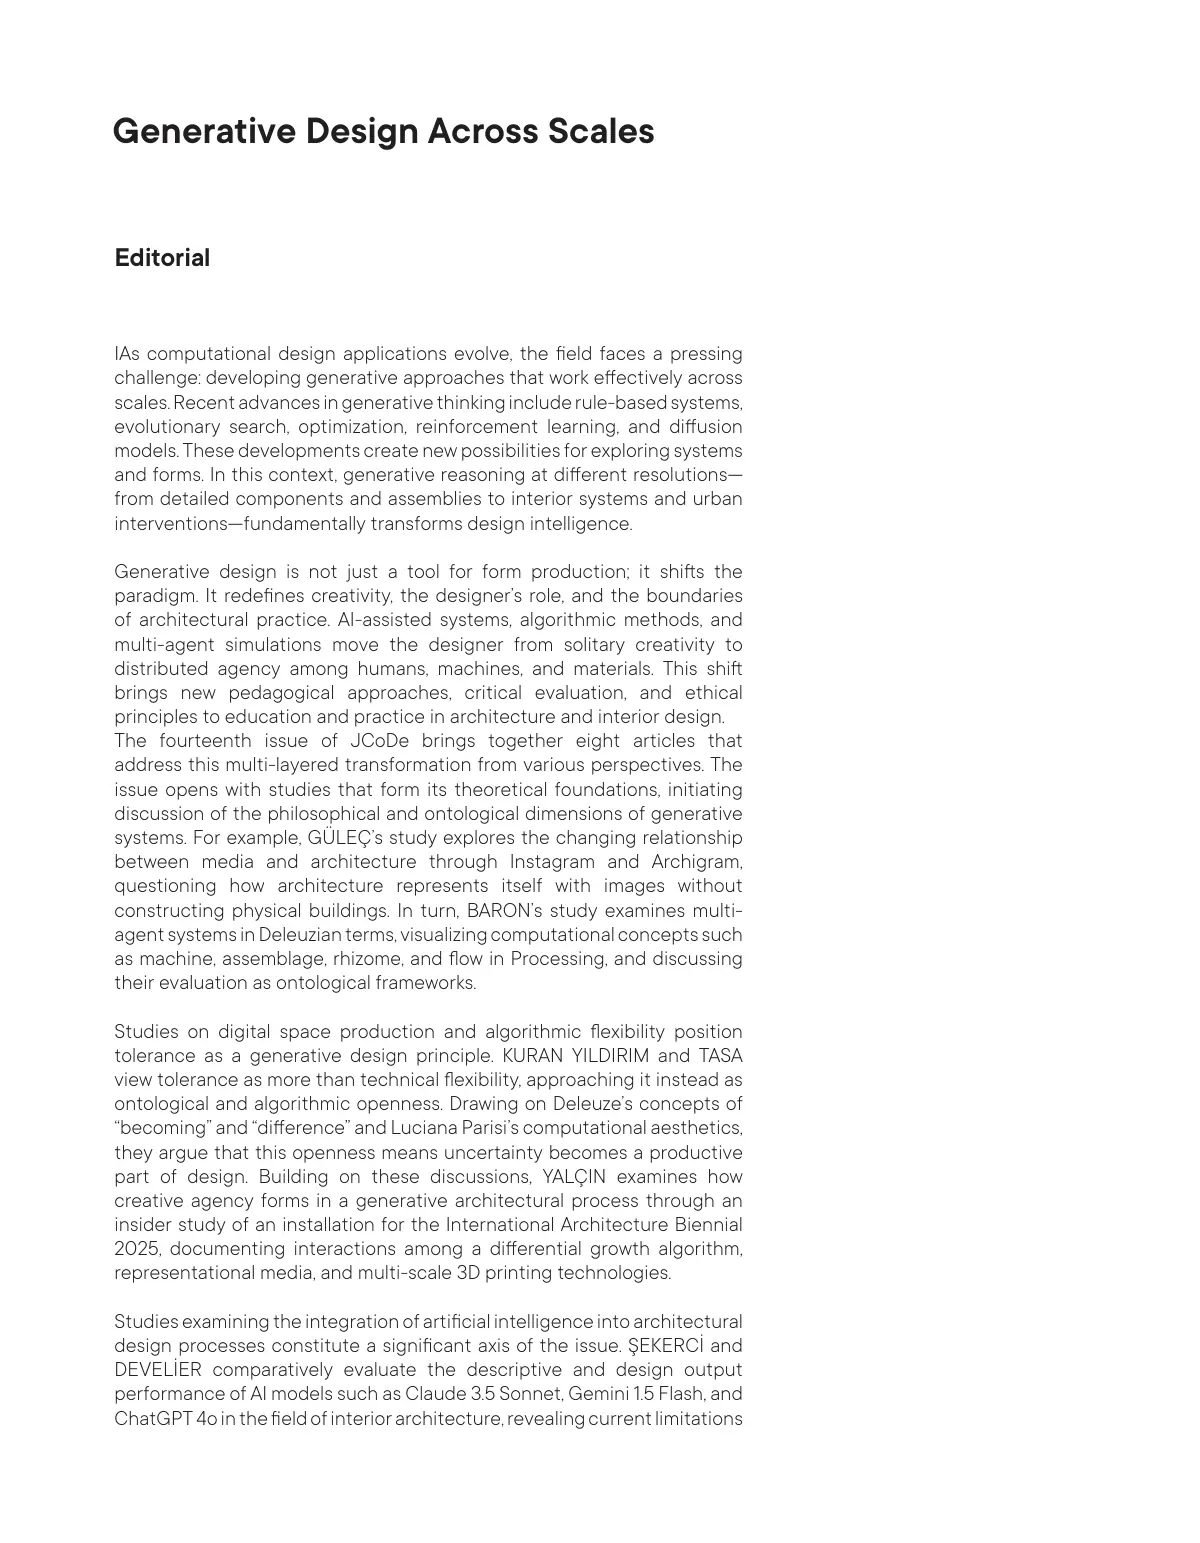 Generative Design Across Scales
Editorial
IAs computational design applications evolve, the field faces a pressing
challenge: developing generative approaches that work effectively across
scales. Recent advances in generative thinking include rule-based systems,
evolutionary search, optimization, reinforcement learning, and diffusion
models. These developments create new possibilities for exploring systems
and forms. In this context, generative reasoning at different resolutions—
from detailed components and assemblies to interior systems and urban
interventions—fundamentally transforms design intelligence.
Generative design is not just a tool for form production; it shifts the
paradigm. It redefines creativity, the designer’s role, and the boundaries
of architectural practice. AI-assisted systems, algorithmic methods, and
multi-agent simulations move the designer from solitary creativity to
distributed agency among humans, machines, and materials. This shift
brings new pedagogical approaches, critical evaluation, and ethical
principles to education and practice in architecture and interior design.
The fourteenth issue of JCoDe brings together eight articles that
address this multi-layered transformation from various perspectives. The
issue opens with studies that form its theoretical foundations, initiating
discussion of the philosophical and ontological dimensions of generative
systems. For example, GÜLEÇ’s study explores the changing relationship
between media and architecture through Instagram and Archigram,
questioning how architecture represents itself with images without
constructing physical buildings. In turn, BARON’s study examines multi-
agent systems in Deleuzian terms, visualizing computational concepts such
as machine, assemblage, rhizome, and flow in Processing, and discussing
their evaluation as ontological frameworks.
Studies on digital space production and algorithmic flexibility position
tolerance as a generative design principle. KURAN YILDIRIM and TASA
view tolerance as more than technical flexibility, approaching it instead as
ontological and algorithmic openness. Drawing on Deleuze’s concepts of
“becoming” and “difference” and Luciana Parisi’s computational aesthetics,
they argue that this openness means uncertainty becomes a productive
part of design. Building on these discussions, YALÇIN examines how
creative agency forms in a generative architectural process through an
insider study of an installation for the International Architecture Biennial
2025, documenting interactions among a differential growth algorithm,
representational media, and multi-scale 3D printing technologies.
Studies examining the integration of artificial intelligence into architectural
design processes constitute a significant axis of the issue. ŞEKERCİ and
DEVELİER comparatively evaluate the descriptive and design output
performance of AI models such as Claude 3.5 Sonnet, Gemini 1.5 Flash, and
ChatGPT 4o in the field of interior architecture, revealing current limitations